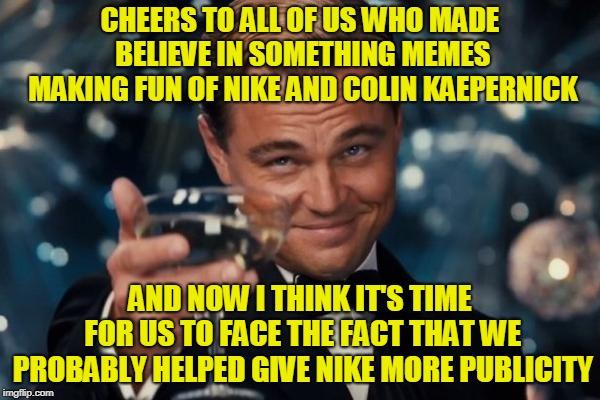 CHEERS TO ALL OF US WHO MADE
BELIEVE IN SOMETHING MEMES
MAKING FUN OF NIKE AND COLIN KAEPERNICK
AND NOW I THINK IT'S TIME
FOR US TO FACE THE FACT THAT WE
PROBABLY HELPED GIVE NIKE MORE PUBLICITY
imgflip.com